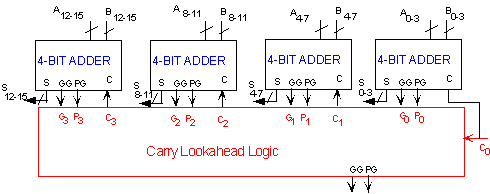 A12-15 B12-15 A8-11 B8-11 A4-7 B4-7 A0-3 B0-3
4-BIT ADDER 4-BIT ADDER 4-BIT ADDER 4-BIT ADDER
S GG PG C S GG PG C S GG PG C S GG PG C
S12-15 S8-11 S4-7 S0-3
G3 P3 C3 G2 P2 C2 G1 P1 C1 G0 P0 C0
Carry Lookahead Logic
GG PG